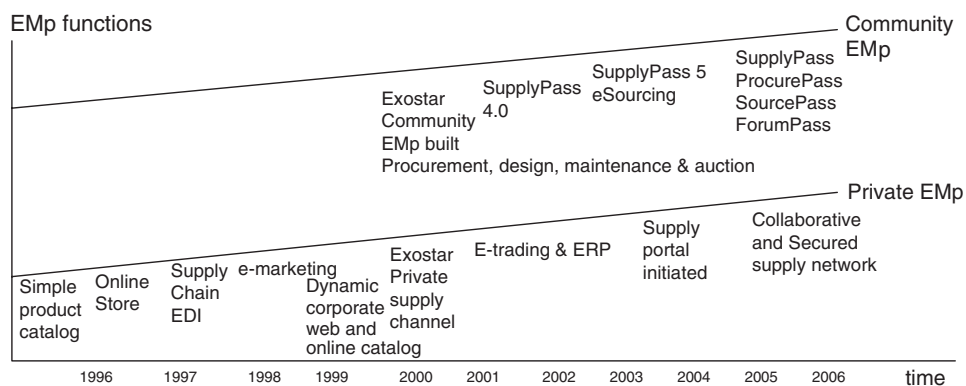 EMp functions
Community
EMp
SupplyPass
ProcurePass
SourcePass
ForumPass
SupplyPass 5
eSourcing
SupplyPass
4.0
Exostar
Community
EMp built
Procurement, design, maintenance & auction
Private EMp
Simple
product
catalog
Online
Store
Supply
Chain
EDI
e-marketing
Dynamic
corporate
web and
online catalog
Exostar
Private
supply
channel
E-trading & ERP
Supply
portal
initiated
Collaborative
and Secured
supply network
1996 1997 1998 1999 2000 2001 2002 2003 2004 2005 2006 time